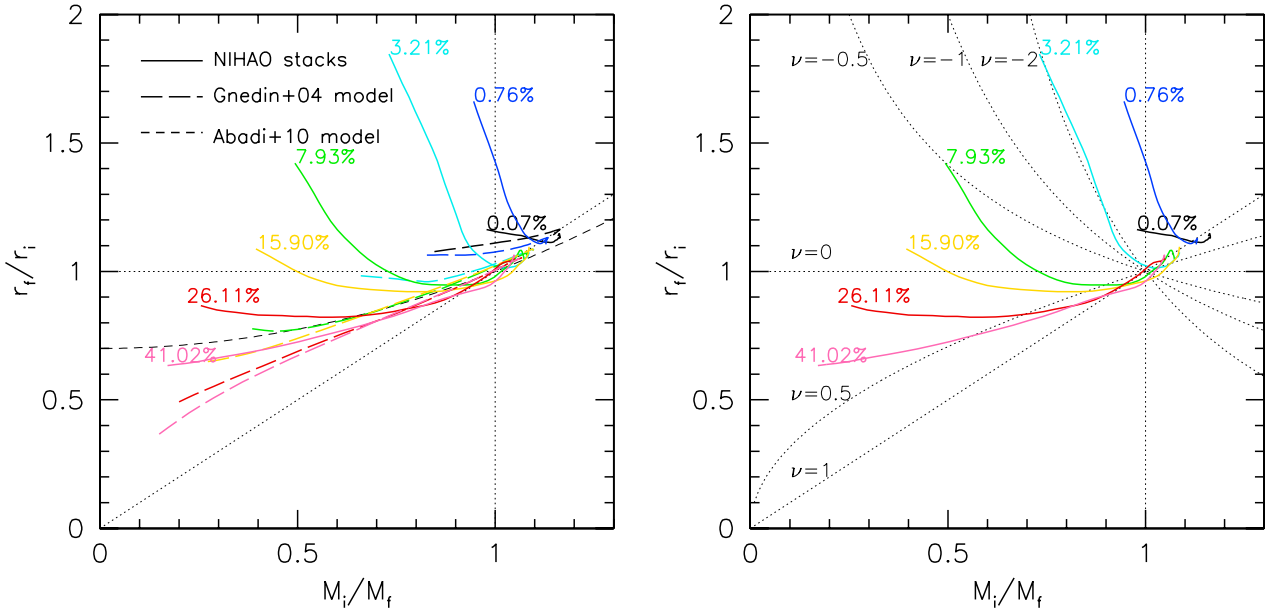 2
1.5
1
0.5
0
r_f/r_i
NIHAO stacks
Gnedin+04 model
Abadi+10 model
3.21%
0.76%
7.93%
0.07%
15.90%
26.11%
41.02%
0
0.5
1
M_i/M_f
2
1.5
1
0.5
0
r_f/r_i
ν=−0.5
ν=−1
ν=−2
3.21%
0.76%
7.93%
0.07%
15.90%
ν=0
26.11%
41.02%
ν=0.5
ν=1
0
0.5
1
M_i/M_f